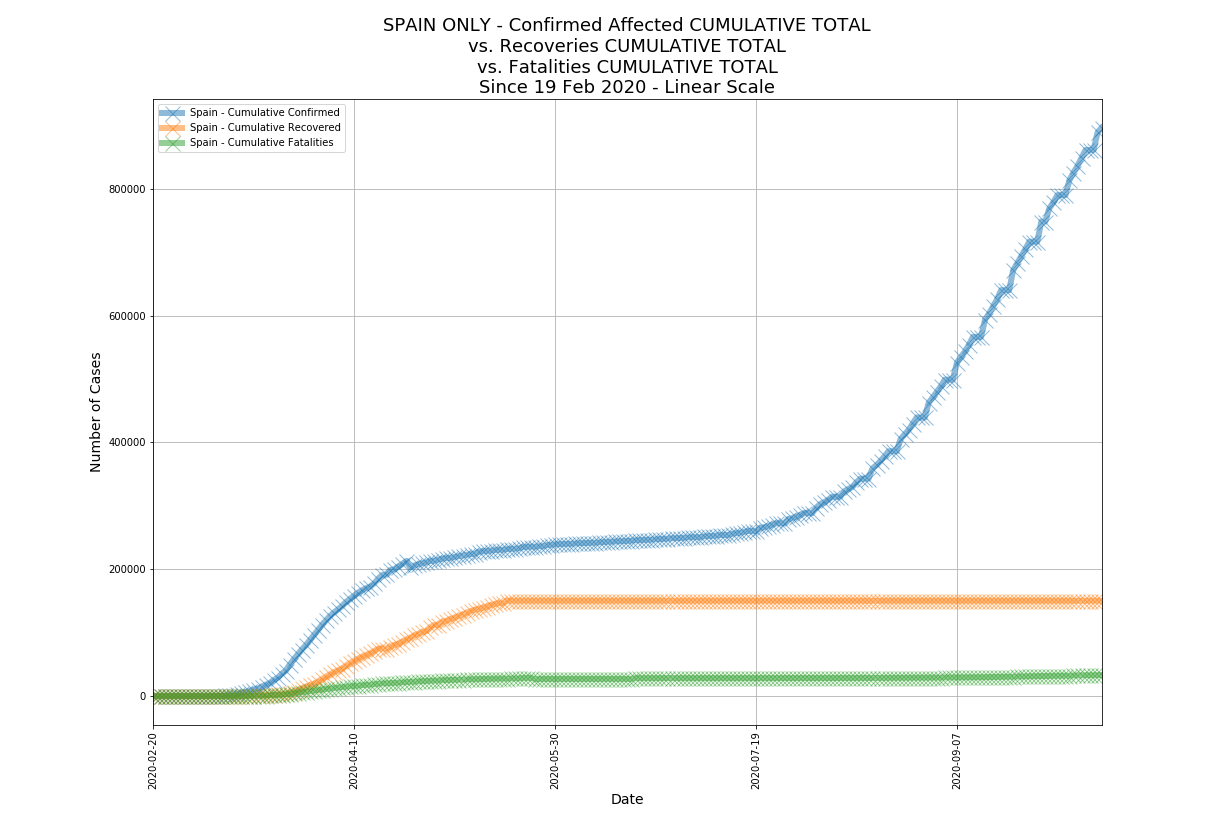 SPAIN ONLY - Confirmed Affected CUMULATIVE TOTAL
vs. Recoveries CUMULATIVE TOTAL
vs. Fatalities CUMULATIVE TOTAL
Since 19 Feb 2020 - Linear Scale
Spain - Cumulative Confirmed
Spain - Cumulative Recovered
Spain - Cumulative Fatalities
Number of Cases
800000
600000
400000
200000
0
2020-02-20
2020-04-10
2020-05-30
2020-07-19
2020-09-07
Date